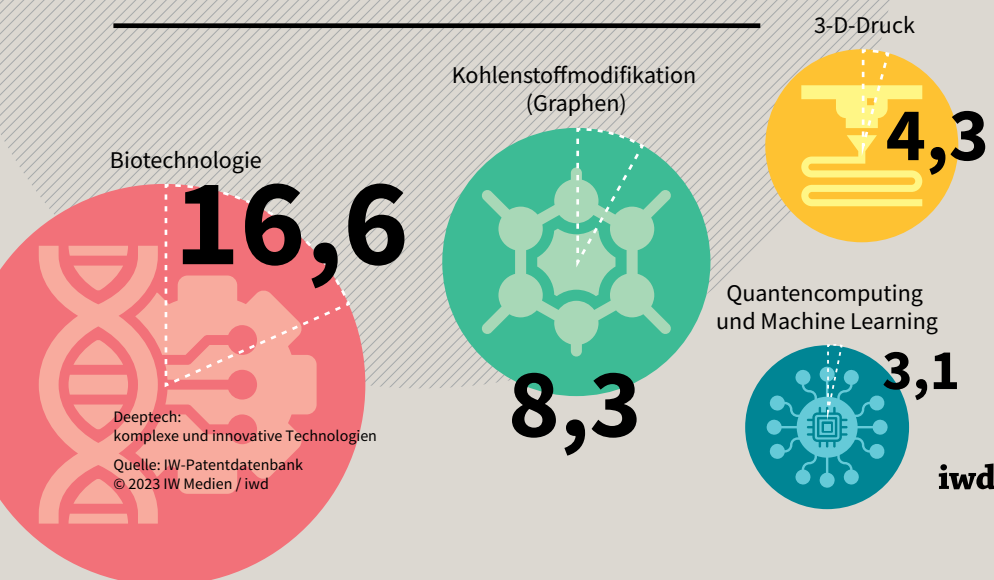 3-D-Druck
4,3
Kohlenstoffmodifikation
(Graphen)
8,3
Biotechnologie
16,6
Quantencomputing
und Machine Learning
3,1
Deeptech:
komplexe und innovative Technologien
Quelle: IW-Patentdatenbank
© 2023 IW Medien / iwd
iwd